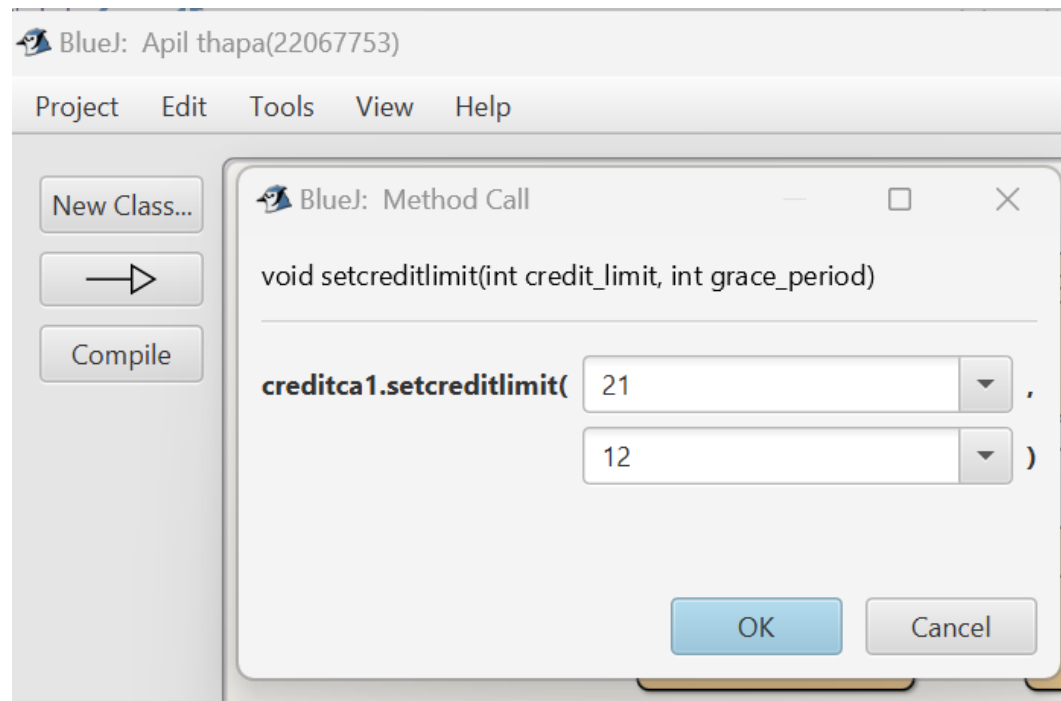 BlueJ: Apil thapa(22067753)
Project Edit Tools View Help
New Class...
Compile
BlueJ: Method Call
void setcreditlimit(int credit_limit, int grace_period)
creditca1.setcreditlimit( 21 ,
12 )
OK Cancel